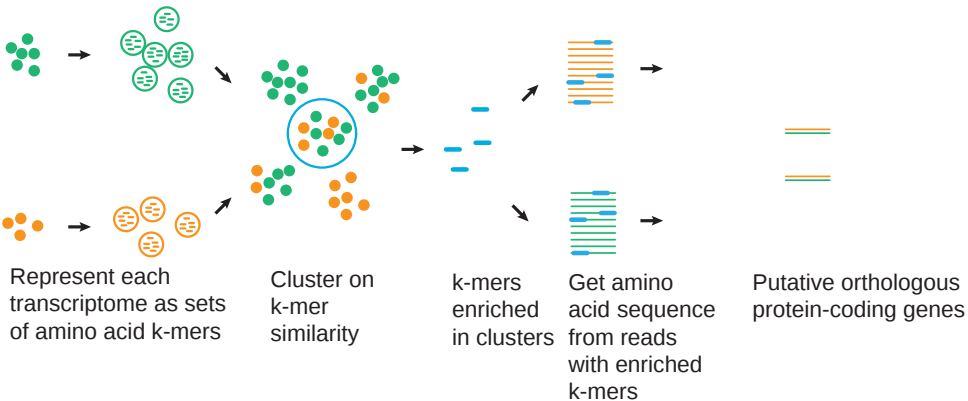 Represent each
transcriptome as sets
of amino acid k-mers
Cluster on
k-mer
similarity
k-mers
enriched
in clusters
Get amino
acid sequence
from reads
with enriched
k-mers
Putative orthologous
protein-coding genes